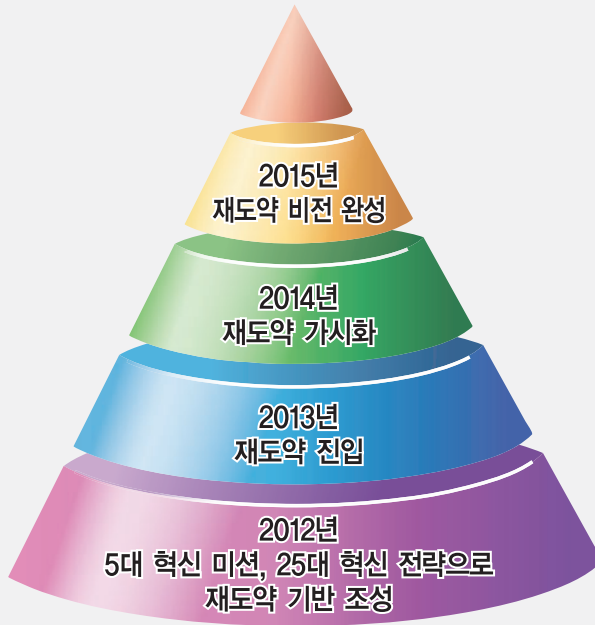 2015년
재도약 비전 완성
2014년
재도약 가시화
2013년
재도약 진입
2012년
5대 혁신 미션, 25대 혁신 전략으로
재도약 기반 조성